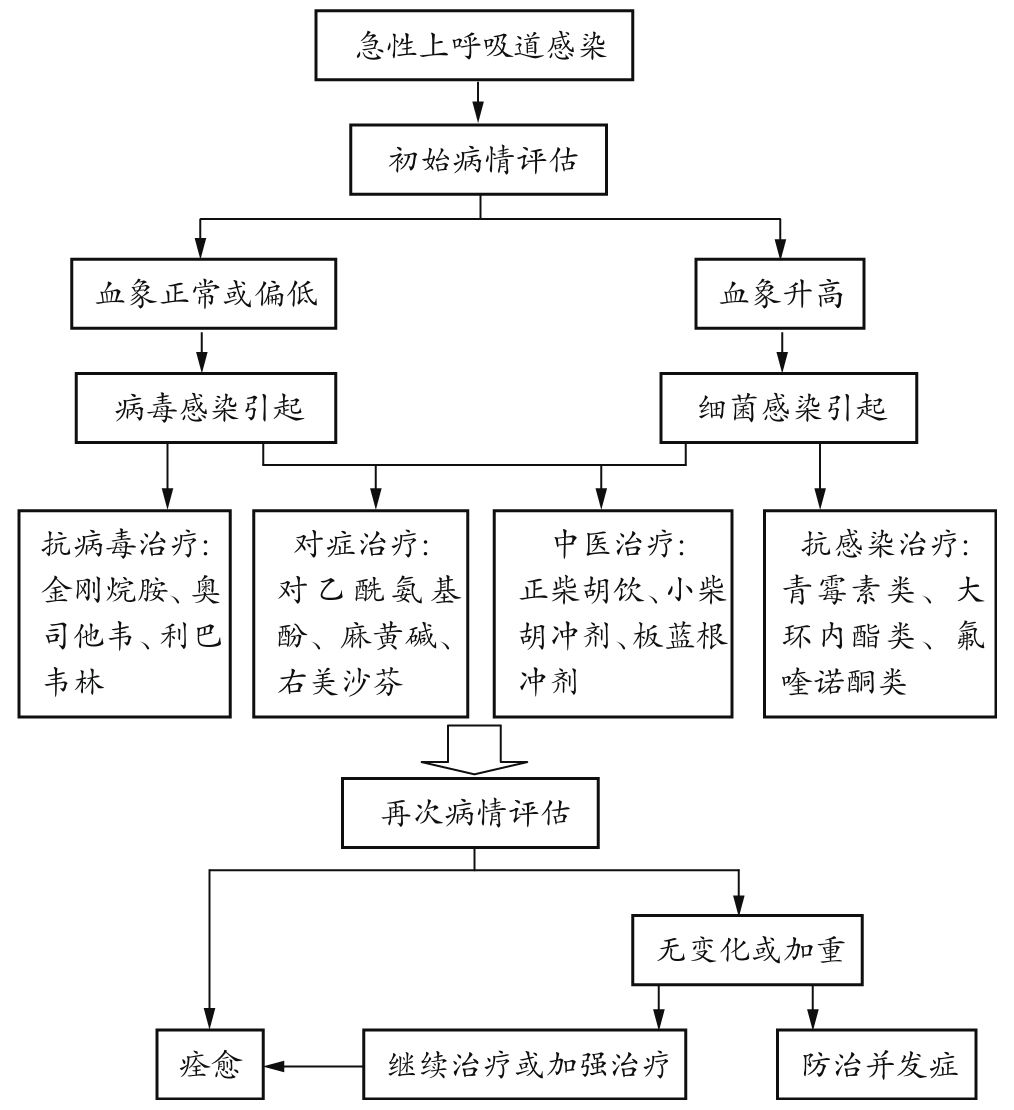 急性上呼吸道感染
初始病情评估
血象正常或偏低
血象升高
病毒感染引起
细菌感染引起
抗病毒治疗:
金刚烷胺、奥
司他韦、利巴
韦林
对症治疗:
对乙酰氨基
酚、麻黄碱、
右美沙芬
中医治疗:
正柴胡饮、小柴
胡冲剂、板蓝根
冲剂
抗感染治疗:
青霉素类、大
环内酯类、氟
喹诺酮类
再次病情评估
无变化或加重
痊愈
继续治疗或加强治疗
防治并发症